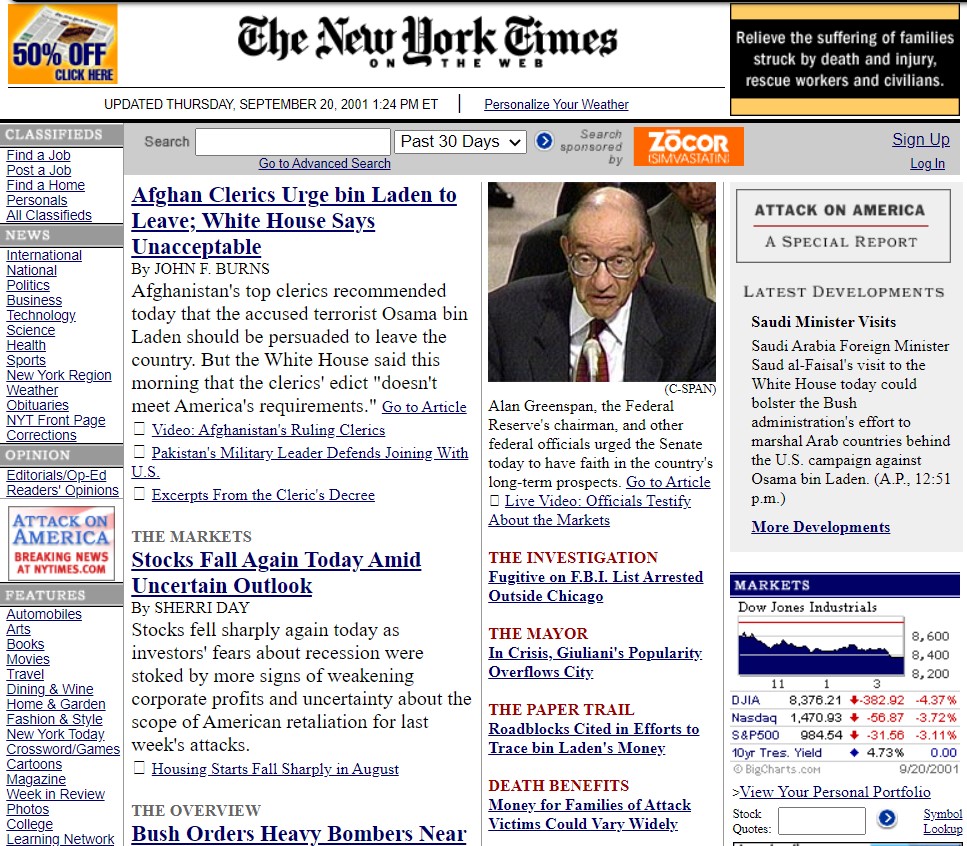 50% OFF
CLICK HERE
The New York Times
ON THE WEB
Relieve the suffering of families
struck by death and injury,
rescue workers and civilians.
UPDATED THURSDAY, SEPTEMBER 20, 2001 1:24 PM ET | Personalize Your Weather
Search
Past 30 Days
Search
sponsored
by
ZOCOR
(SIMVASTATIN)
Go to Advanced Search
Sign Up
Log In
CLASSIFIEDS
Find a Job
Post a Job
Find a Home
Personals
All Classifieds
NEWS
International
National
Politics
Business
Technology
Science
Health
Sports
New York Region
Weather
Obituaries
NYT Front Page
Corrections
OPINION
Editorials/Op-Ed
Readers' Opinions
ATTACK ON
AMERICA
BREAKING NEWS
AT NYTIMES.COM
FEATURES
Automobiles
Arts
Books
Movies
Travel
Dining & Wine
Home & Garden
Fashion & Style
New York Today
Crossword/Games
Cartoons
Magazine
Week in Review
Photos
College
Learning Network
Afghan Clerics Urge bin Laden to
Leave; White House Says
Unacceptable
By JOHN F. BURNS
Afghanistan's top clerics recommended
today that the accused terrorist Osama bin
Laden should be persuaded to leave the
country. But the White House said this
morning that the clerics' edict "doesn't
meet America's requirements." Go to Article
Video: Afghanistan's Ruling Clerics
Pakistan's Military Leader Defends Joining With
U.S.
Excerpts From the Cleric's Decree
THE MARKETS
Stocks Fall Again Today Amid
Uncertain Outlook
By SHERRI DAY
Stocks fell sharply again today as
investors' fears about recession were
stoked by more signs of weakening
corporate profits and uncertainty about the
scope of American retaliation for last
week's attacks.
Housing Starts Fall Sharply in August
THE OVERVIEW
Bush Orders Heavy Bombers Near
(C-SPAN)
Alan Greenspan, the Federal
Reserve's chairman, and other
federal officials urged the Senate
today to have faith in the country's
long-term prospects. Go to Article
Live Video: Officials Testify
About the Markets
THE INVESTIGATION
Fugitive on F.B.I. List Arrested
Outside Chicago
THE MAYOR
In Crisis, Giuliani's Popularity
Overflows City
THE PAPER TRAIL
Roadblocks Cited in Efforts to
Trace bin Laden's Money
DEATH BENEFITS
Money for Families of Attack
Victims Could Vary Widely
ATTACK ON AMERICA
A SPECIAL REPORT
LATEST DEVELOPMENTS
Saudi Minister Visits
Saudi Arabia Foreign Minister
Saud al-Faisal's visit to the
White House today could
bolster the Bush
administration's effort to
marshal Arab countries behind
the U.S. campaign against
Osama bin Laden. (A.P., 12:51
p.m.)
More Developments
MARKETS
Dow Jones Industrials
8,600
8,400
8,200
11 1 3
DJIA 8,376.21 -382.92 -4.37%
Nasdaq 1,470.93 -56.87 -3.72%
S&P500 984.54 -31.56 -3.11%
10yr Tres. Yield 4.73% 0.00
© BigCharts.com 9/20/2001
>View Your Personal Portfolio
Stock
Quotes:
Symbol
Lookup